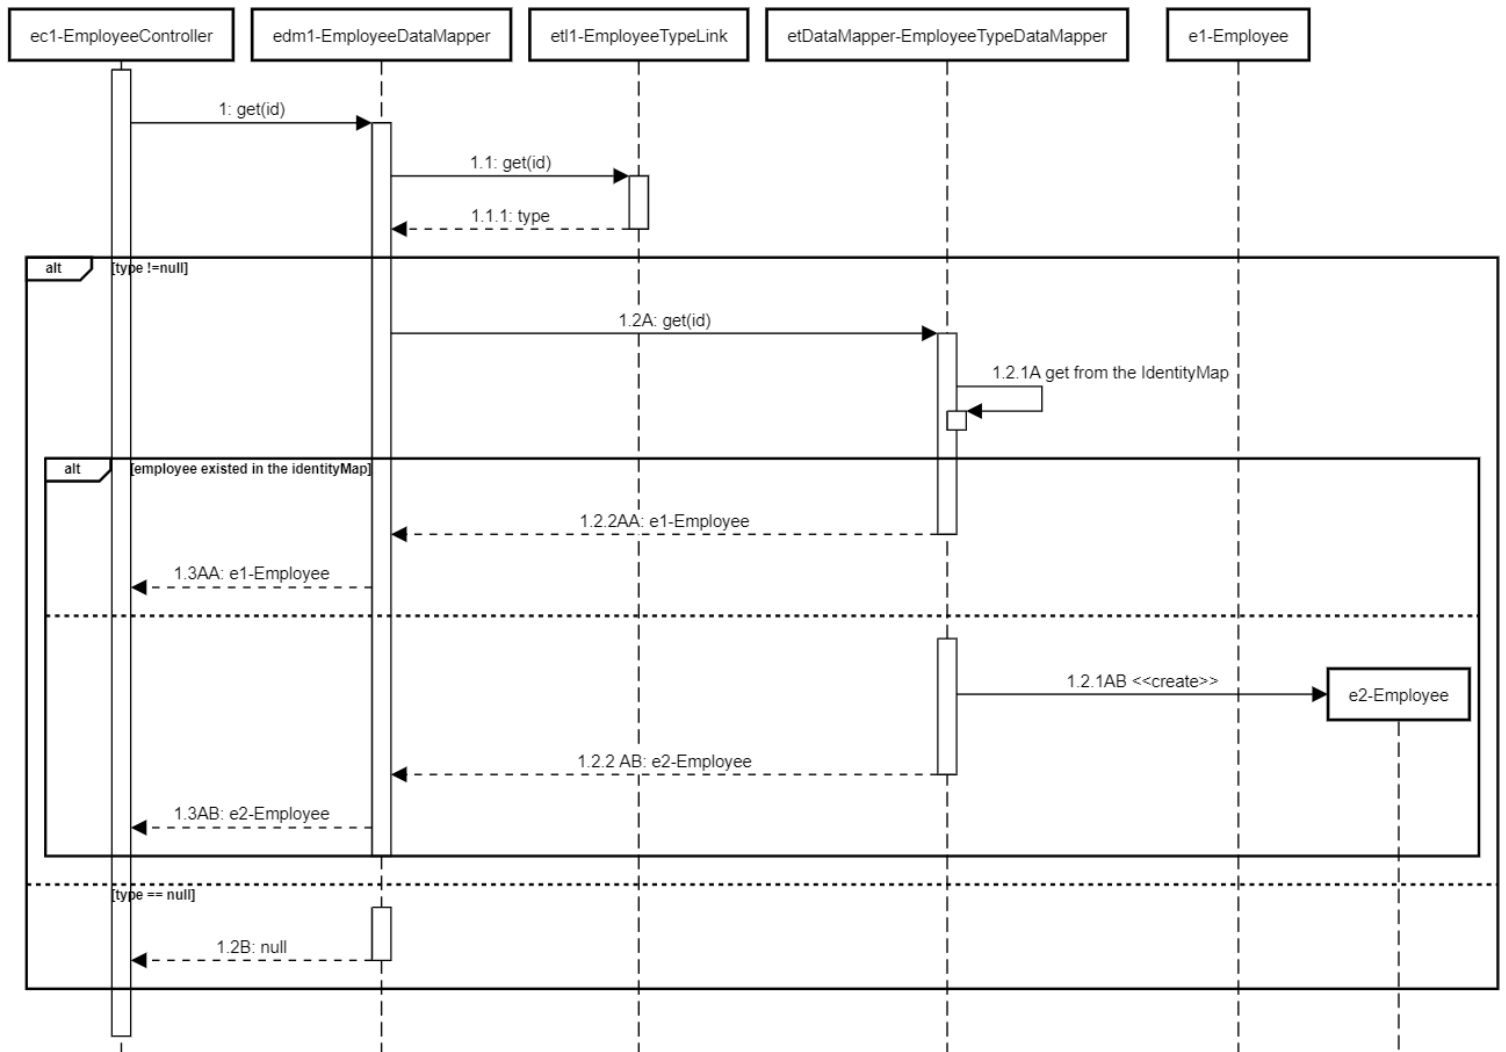 ec1-EmployeeController
edm1-EmployeeDataMapper
etl1-EmployeeTypeLink
etDataMapper-EmployeeTypeDataMapper
e1-Employee
1: get(id)
1.1: get(id)
1.1.1: type
alt
[type !=null]
1.2A: get(id)
1.2.1A get from the IdentityMap
alt
[employee existed in the identityMap]
1.2.2AA: e1-Employee
1.3AA: e1-Employee
1.2.1AB <<create>>
e2-Employee
1.2.2 AB: e2-Employee
1.3AB: e2-Employee
[type == null]
1.2B: null